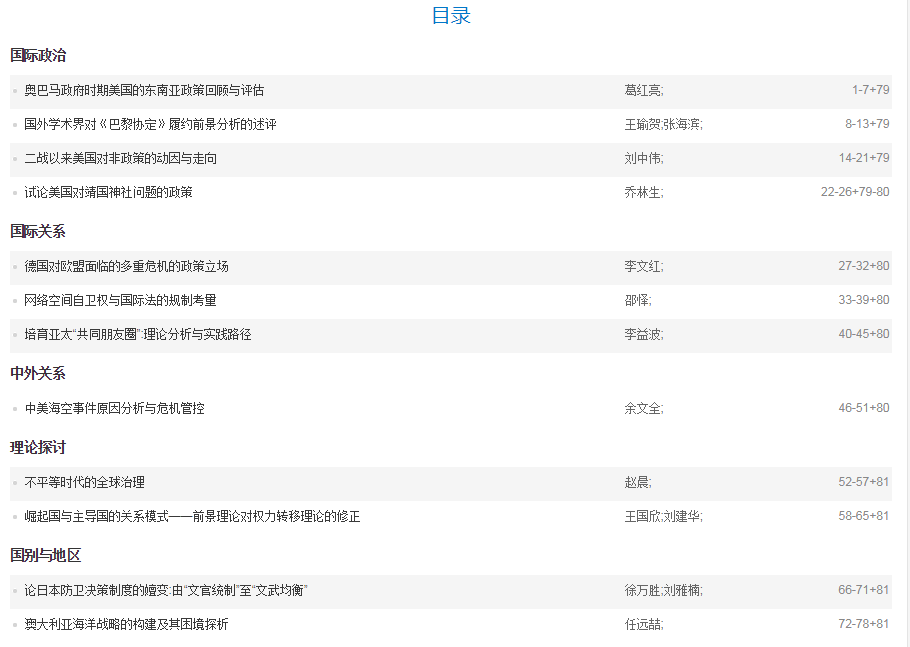 目录
国际政治
奥巴马政府时期美国的东南亚政策回顾与评估 葛红亮; 1-7+79
国外学术界对《巴黎协定》履约前景分析的述评 王瑜贺;张海滨; 8-13+79
二战以来美国对非政策的动因与走向 刘中伟; 14-21+79
试论美国对靖国神社问题的政策 乔林生; 22-26+79-80
国际关系
德国对欧盟面临的多重危机的政策立场 李文红; 27-32+80
网络空间自卫权与国际法的规制考量 邵怿; 33-39+80
培育亚太“共同朋友圈”:理论分析与实践路径 李益波; 40-45+80
中外关系
中美海空事件原因分析与危机管控 余文全; 46-51+80
理论探讨
不平等时代的全球治理 赵晨; 52-57+81
崛起国与主导国的关系模式——前景理论对权力转移理论的修正 王国欣;刘建华; 58-65+81
国别与地区
论日本防卫决策制度的嬗变:由“文官统制”至“文武均衡” 徐万胜;刘雅楠; 66-71+81
澳大利亚海洋战略的构建及其困境探析 任远喆; 72-78+81